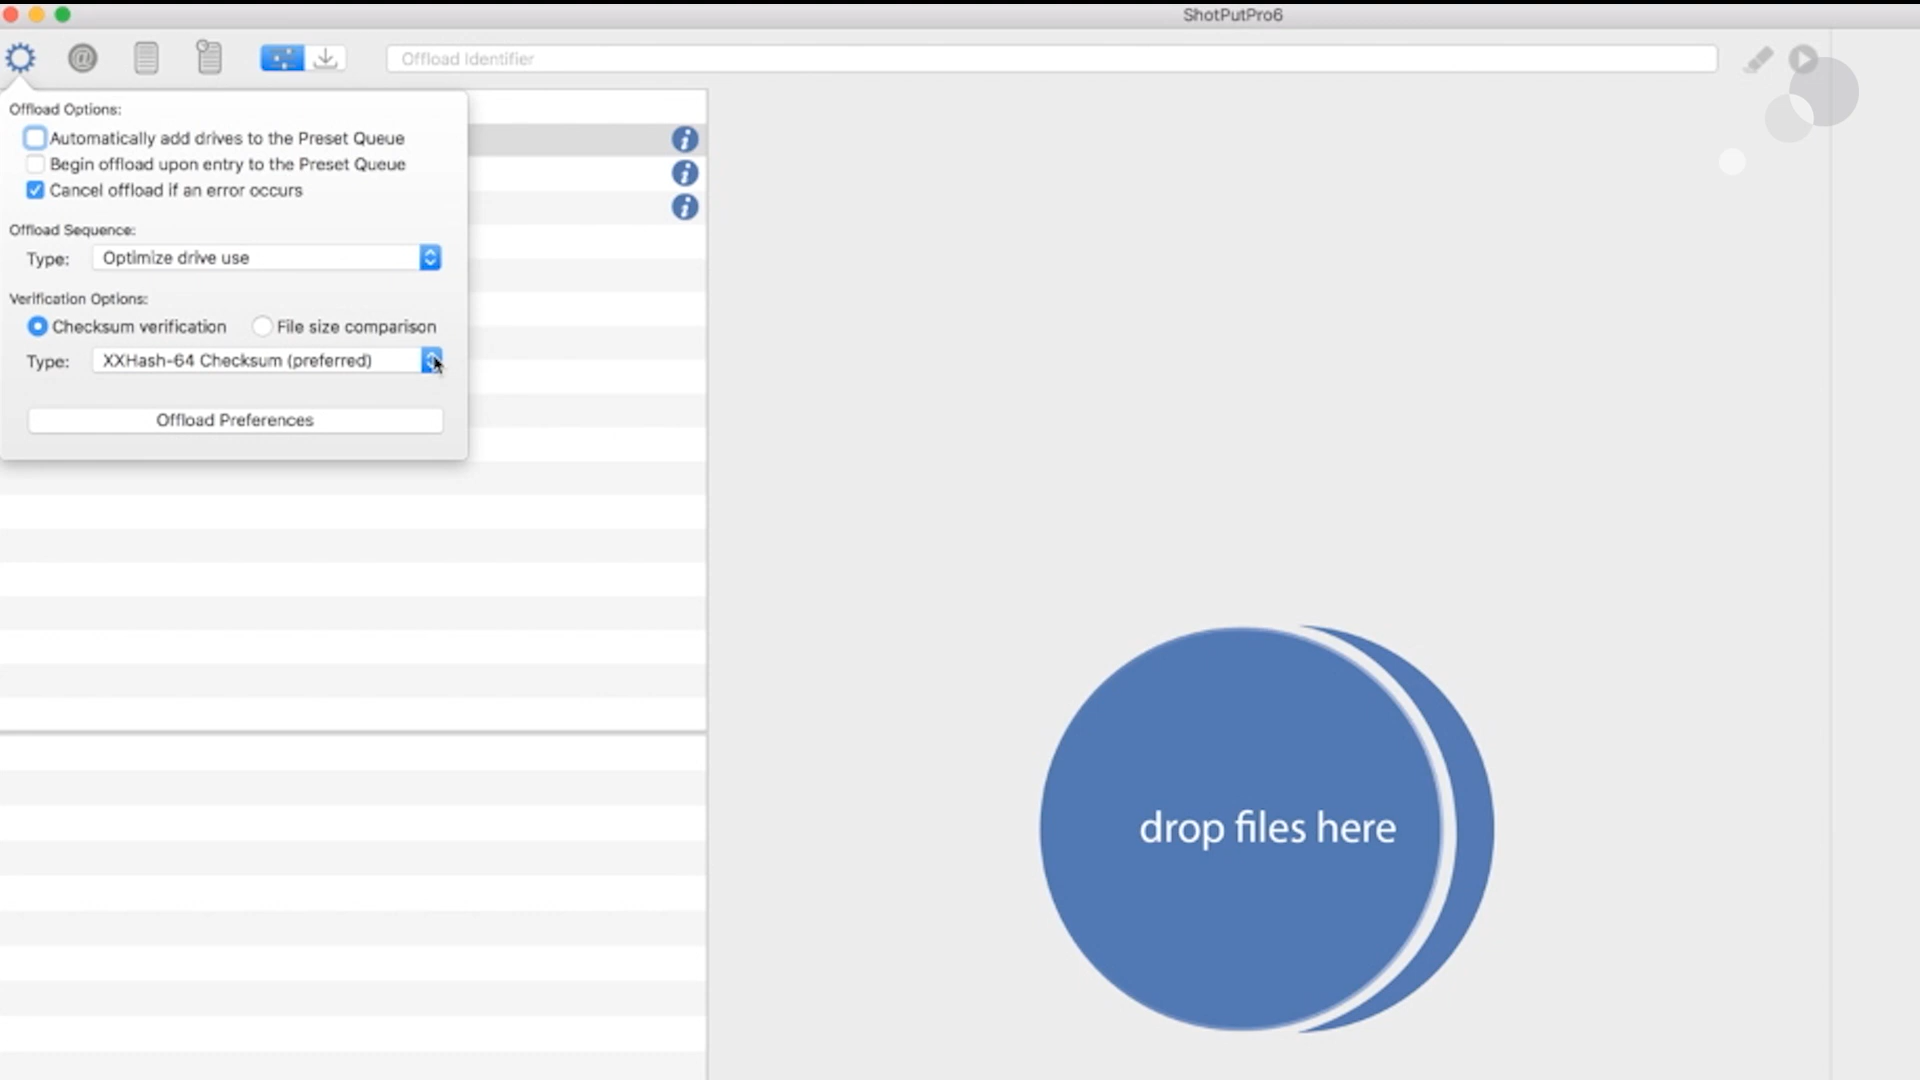 ShotPutPro6
Offload Identifier
Offload Options:
Automatically add drives to the Preset Queue
Begin offload upon entry to the Preset Queue
Cancel offload if an error occurs
Offload Sequence:
Type: Optimize drive use
Verification Options:
Checksum verification File size comparison
Type: XXHash-64 Checksum (preferred)
Offload Preferences
drop files here